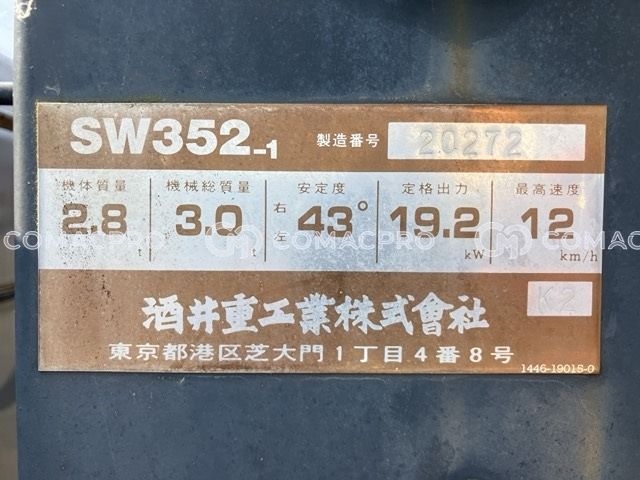 SW352-1 製造番号 20272
機体質量 機械総質量 安定度 定格出力 最高速度
2.8 t 3.0 t 右 左 43° 19.2 kW 12 km/h
COMACPRO COMACPRO COMACPRO
K2
酒井重工業株式會社
東京都港区芝大門1丁目4番8号
1446-19018-0